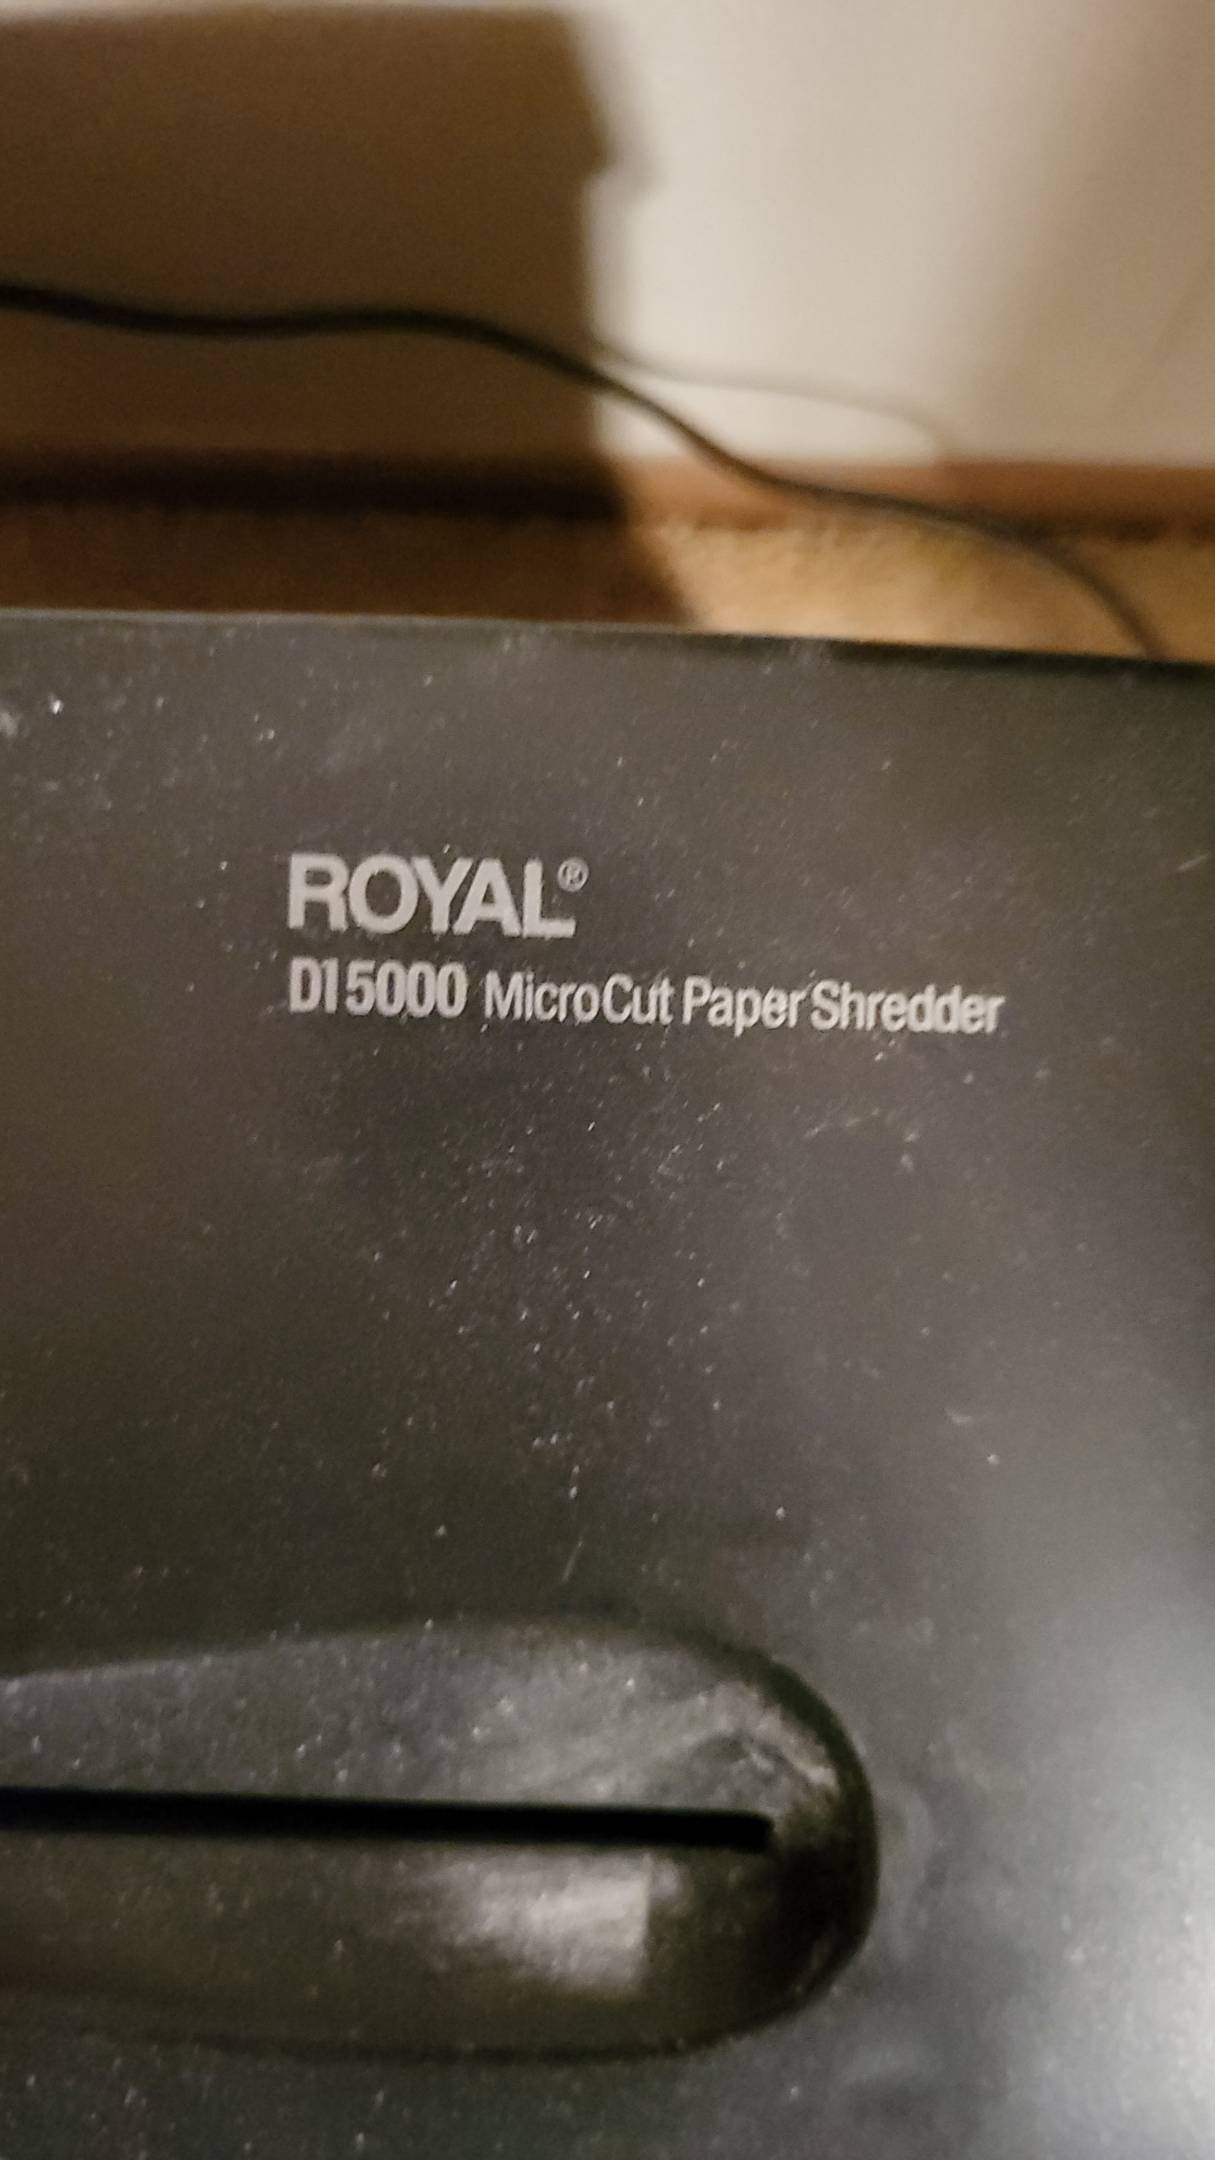 ROYAL®
D15000 MicroCut Paper Shredder